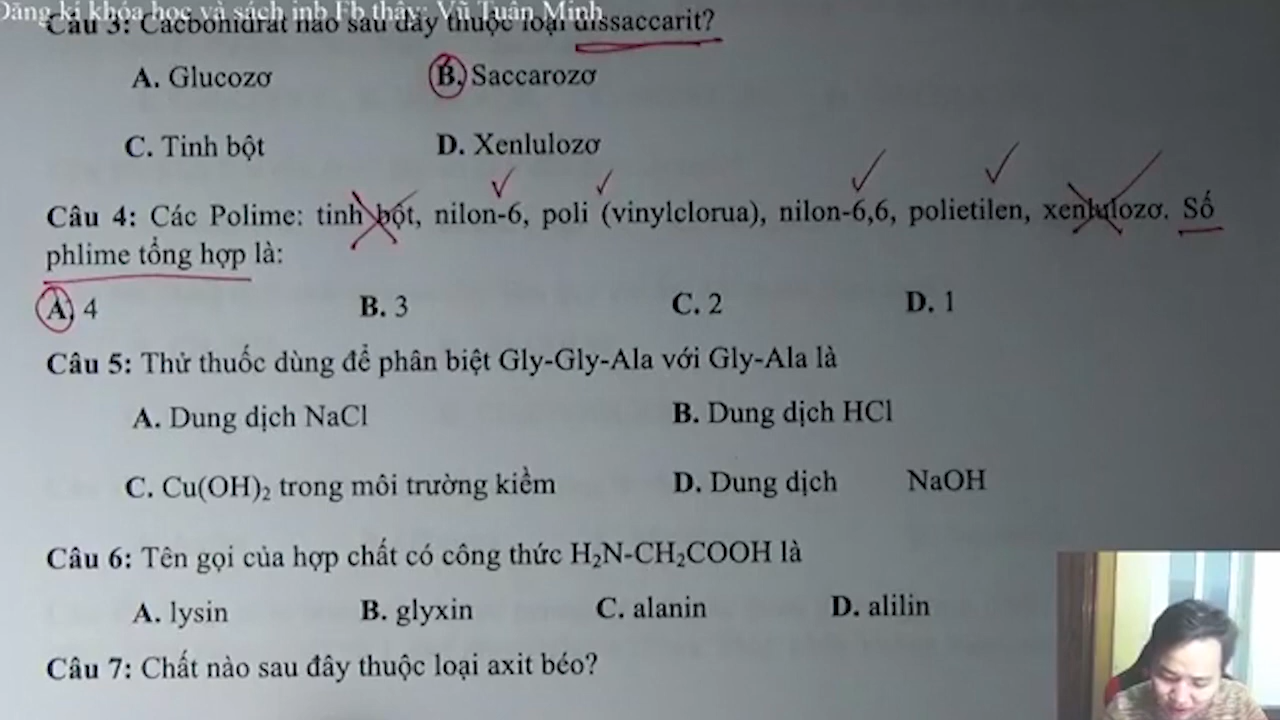 Đăng kí khóa học và sách inb Fb thầy: Vũ Tuấn Minh
Câu 3: Cacbohidrat nào sau đây thuộc loại dissaccarit?
A. Glucozơ B. Saccarozơ
C. Tinh bột D. Xenlulozơ
Câu 4: Các Polime: tinh bột, nilon-6, poli (vinylclorua), nilon-6,6, polietilen, xenlulozơ. Số
phlime tổng hợp là:
A. 4 B. 3 C. 2 D. 1
Câu 5: Thử thuốc dùng để phân biệt Gly-Gly-Ala với Gly-Ala là
A. Dung dịch NaCl B. Dung dịch HCl
C. Cu(OH)₂ trong môi trường kiềm D. Dung dịch NaOH
Câu 6: Tên gọi của hợp chất có công thức H₂N-CH₂COOH là
A. lysin B. glyxin C. alanin D. alilin
Câu 7: Chất nào sau đây thuộc loại axit béo?